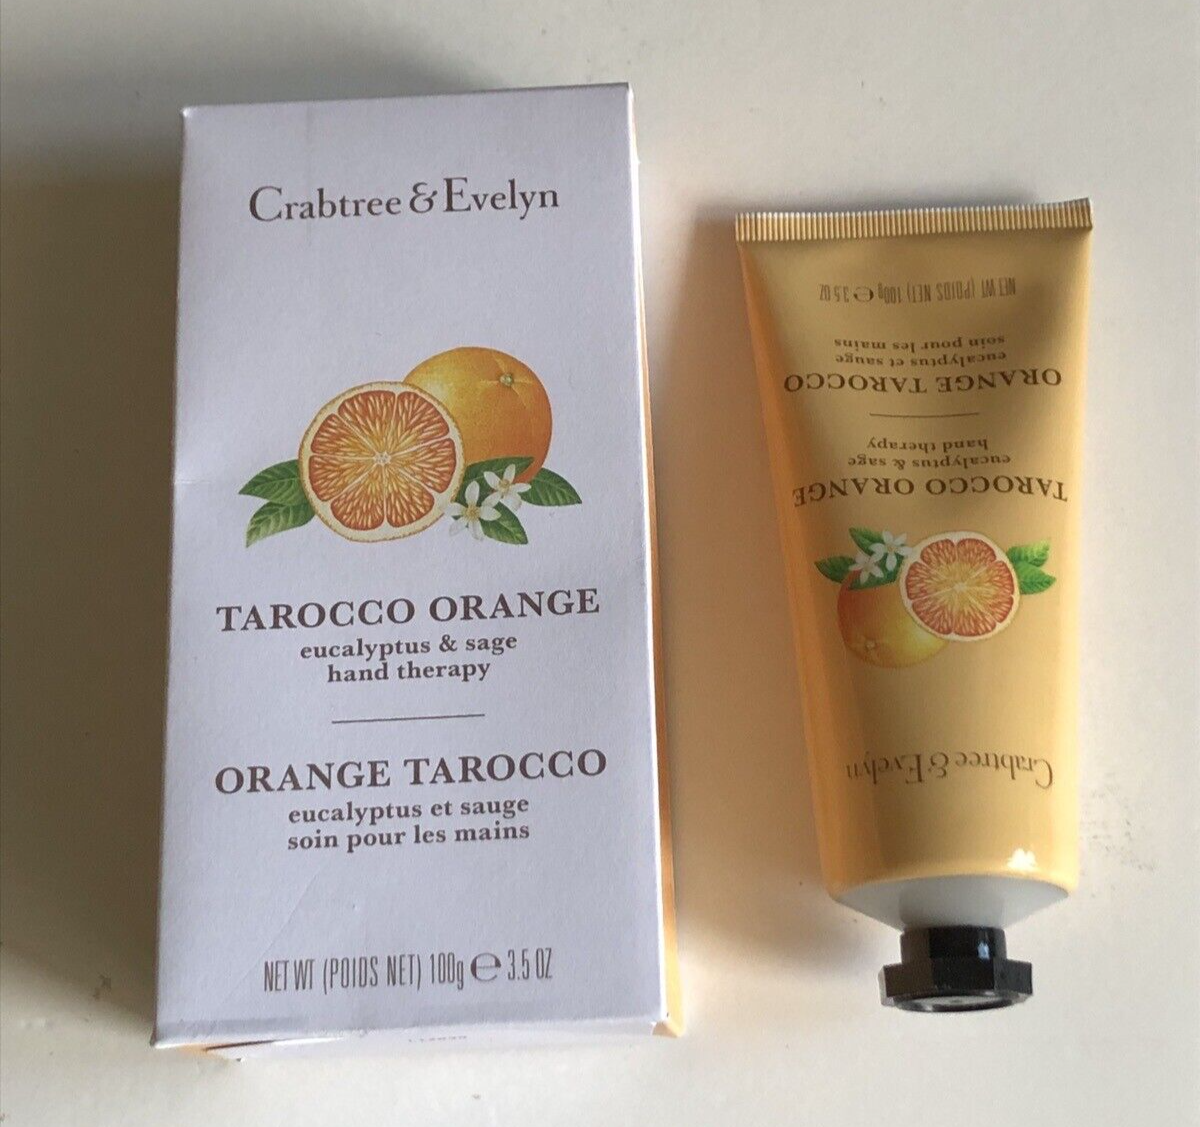 Crabtree & Evelyn
TAROCCO ORANGE
eucalyptus & sage
hand therapy
ORANGE TAROCCO
eucalyptus et sauge
soin pour les mains
NET WT (POIDS NET) 100g ℮ 3.5 OZ
Crabtree & Evelyn
TAROCCO ORANGE
eucalyptus & sage
hand therapy
ORANGE TAROCCO
eucalyptus et sauge
soin pour les mains
NET WT (POIDS NET) 100g ℮ 3.5 OZ